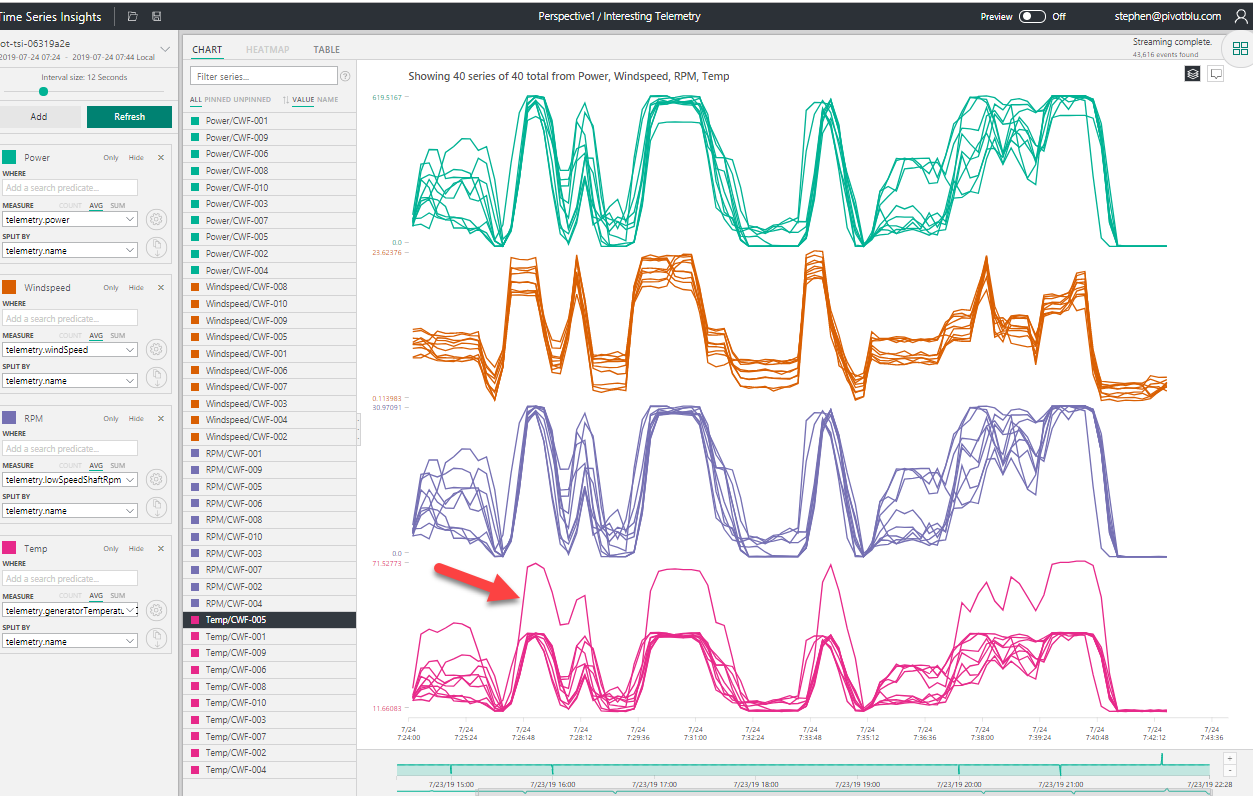 Time Series Insights
Perspective1 / Interesting Telemetry
Preview Off
stephen@pivotblu.com
ot-tsi-06319a2e
2019-07-24 07:24 - 2019-07-24 07:44 Local
Interval size: 12 Seconds
Add
Refresh
Power
Only Hide
WHERE
Add a search predicate...
MEASURE COUNT AVG SUM
telemetry.power
SPLIT BY
telemetry.name
Windspeed
Only Hide
WHERE
Add a search predicate...
MEASURE COUNT AVG SUM
telemetry.windSpeed
SPLIT BY
telemetry.name
RPM
Only Hide
WHERE
Add a search predicate...
MEASURE COUNT AVG SUM
telemetry.lowSpeedShaftRpm
SPLIT BY
telemetry.name
Temp
Only Hide
WHERE
Add a search predicate...
MEASURE COUNT AVG SUM
telemetry.generatorTemperatu
SPLIT BY
telemetry.name
CHART HEATMAP TABLE
Streaming complete.
43,616 events found
Filter series...
?
ALL PINNED UNPINNED VALUE NAME
Power/CWF-001
Power/CWF-009
Power/CWF-006
Power/CWF-008
Power/CWF-010
Power/CWF-003
Power/CWF-007
Power/CWF-005
Power/CWF-002
Power/CWF-004
Windspeed/CWF-008
Windspeed/CWF-010
Windspeed/CWF-009
Windspeed/CWF-005
Windspeed/CWF-001
Windspeed/CWF-006
Windspeed/CWF-007
Windspeed/CWF-003
Windspeed/CWF-004
Windspeed/CWF-002
RPM/CWF-001
RPM/CWF-009
RPM/CWF-005
RPM/CWF-006
RPM/CWF-008
RPM/CWF-010
RPM/CWF-003
RPM/CWF-007
RPM/CWF-002
RPM/CWF-004
Temp/CWF-005
Temp/CWF-001
Temp/CWF-009
Temp/CWF-006
Temp/CWF-008
Temp/CWF-010
Temp/CWF-003
Temp/CWF-007
Temp/CWF-002
Temp/CWF-004
Showing 40 series of 40 total from Power, Windspeed, RPM, Temp
619.5167
0.0
23.62376
0.113983
30.97091
0.0
71.52773
11.66083
7/24 7/24 7/24 7/24 7/24 7/24 7/24 7/24 7/24 7/24 7/24 7/24 7/24 7/24 7/24
7:24:00 7:25:24 7:26:48 7:28:12 7:29:36 7:31:00 7:32:24 7:33:48 7:35:12 7:36:36 7:38:00 7:39:24 7:40:48 7:42:12 7:43:36
7/23/19 15:00 7/23/19 16:00 7/23/19 17:00 7/23/19 18:00 7/23/19 19:00 7/23/19 20:00 7/23/19 21:00 7/23/19 22:28
+
-